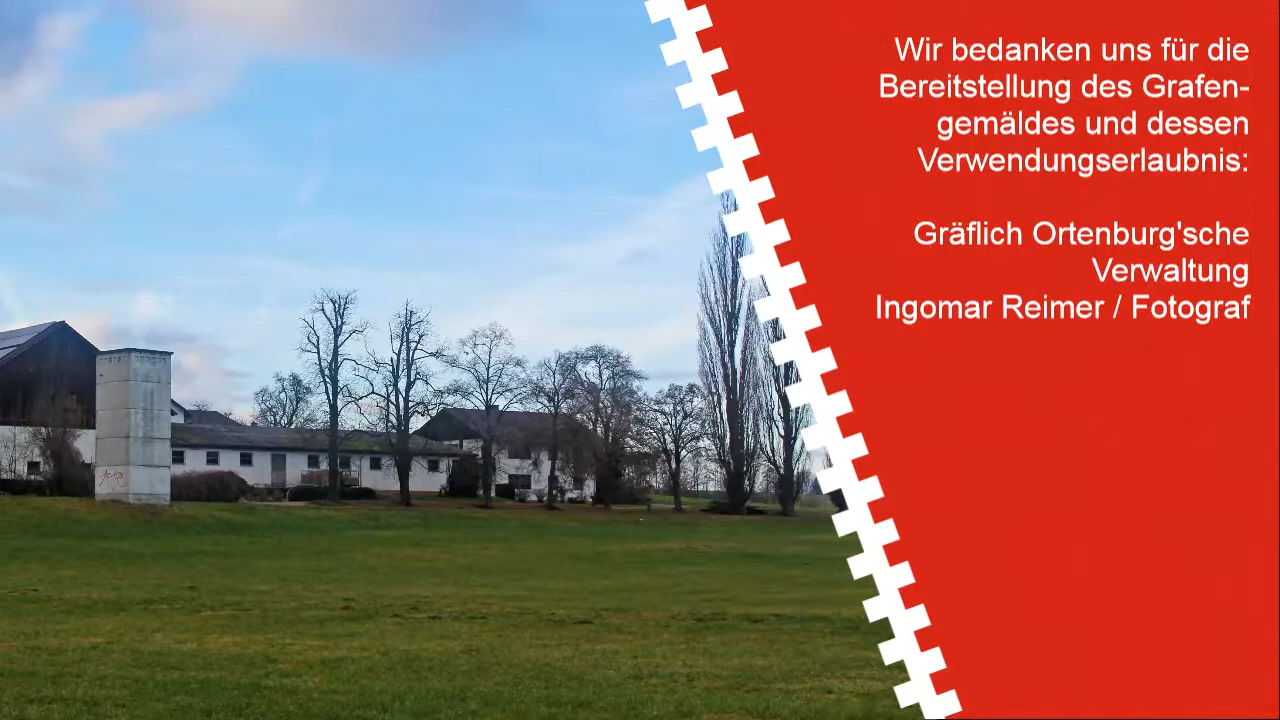 Wir bedanken uns für die
Bereitstellung des Grafen-
gemäldes und dessen
Verwendungserlaubnis:
Gräflich Ortenburg'sche
Verwaltung
Ingomar Reimer / Fotograf